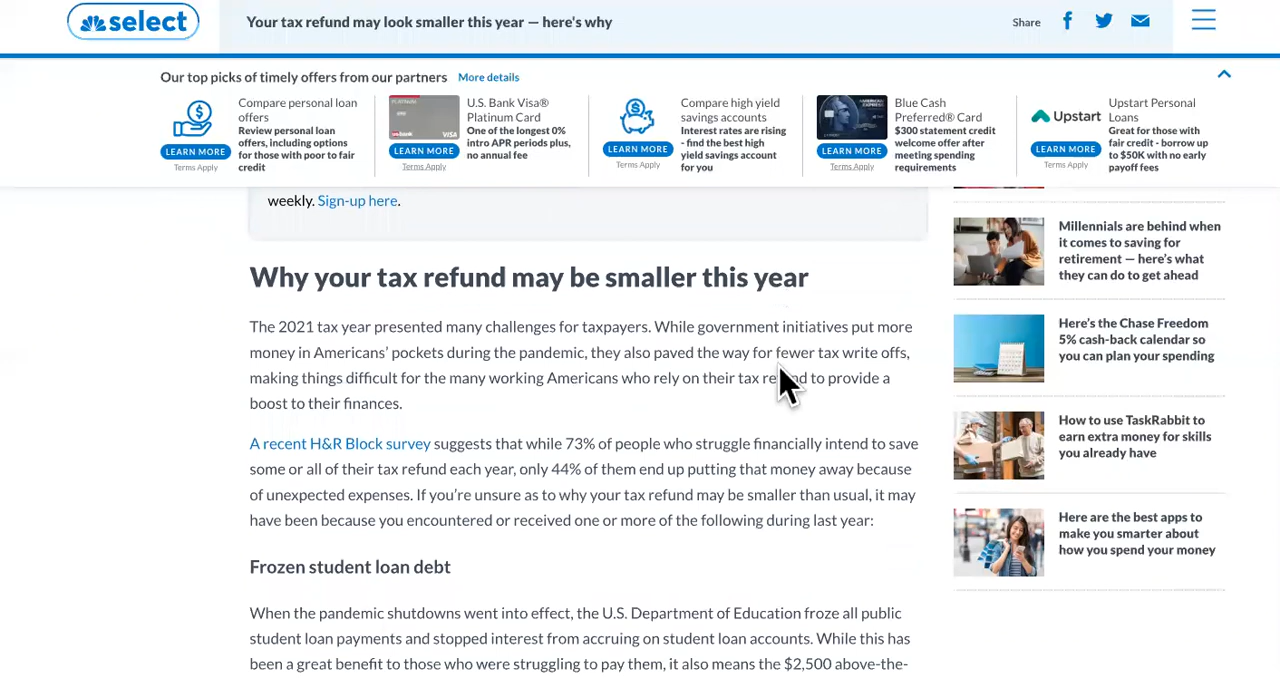 select
Your tax refund may look smaller this year — here's why
Share
Our top picks of timely offers from our partners More details
Compare personal loan
offers
Review personal loan
offers, including options
for those with poor to fair
credit
LEARN MORE
Terms Apply
PLATINUM
usbank
VISA
U.S. Bank Visa®
Platinum Card
One of the longest 0%
intro APR periods plus,
no annual fee
LEARN MORE
Terms Apply
Compare high yield
savings accounts
Interest rates are rising
- find the best high
yield savings account
for you
LEARN MORE
Terms Apply
Blue Cash
Preferred® Card
$300 statement credit
welcome offer after
meeting spending
requirements
LEARN MORE
Terms Apply
Upstart
Upstart Personal
Loans
Great for those with
fair credit - borrow up
to $50K with no early
payoff fees
LEARN MORE
Terms Apply
weekly. Sign-up here.
Why your tax refund may be smaller this year
The 2021 tax year presented many challenges for taxpayers. While government initiatives put more
money in Americans’ pockets during the pandemic, they also paved the way for fewer tax write offs,
making things difficult for the many working Americans who rely on their tax refund to provide a
boost to their finances.
A recent H&R Block survey suggests that while 73% of people who struggle financially intend to save
some or all of their tax refund each year, only 44% of them end up putting that money away because
of unexpected expenses. If you’re unsure as to why your tax refund may be smaller than usual, it may
have been because you encountered or received one or more of the following during last year:
Frozen student loan debt
When the pandemic shutdowns went into effect, the U.S. Department of Education froze all public
student loan payments and stopped interest from accruing on student loan accounts. While this has
been a great benefit to those who were struggling to pay them, it also means the $2,500 above-the-
Millennials are behind when
it comes to saving for
retirement — here’s what
they can do to get ahead
Here’s the Chase Freedom
5% cash-back calendar so
you can plan your spending
How to use TaskRabbit to
earn extra money for skills
you already have
Here are the best apps to
make you smarter about
how you spend your money